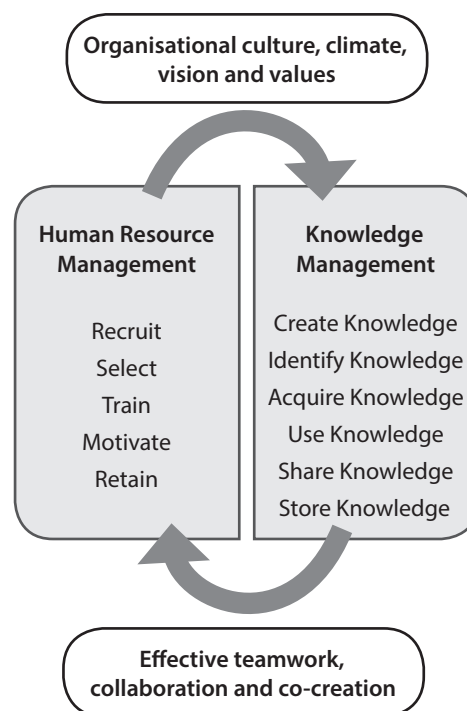 Organisational culture, climate,
vision and values
Human Resource
Management
Recruit
Select
Train
Motivate
Retain
Knowledge
Management
Create Knowledge
Identify Knowledge
Acquire Knowledge
Use Knowledge
Share Knowledge
Store Knowledge
Effective teamwork,
collaboration and co-creation